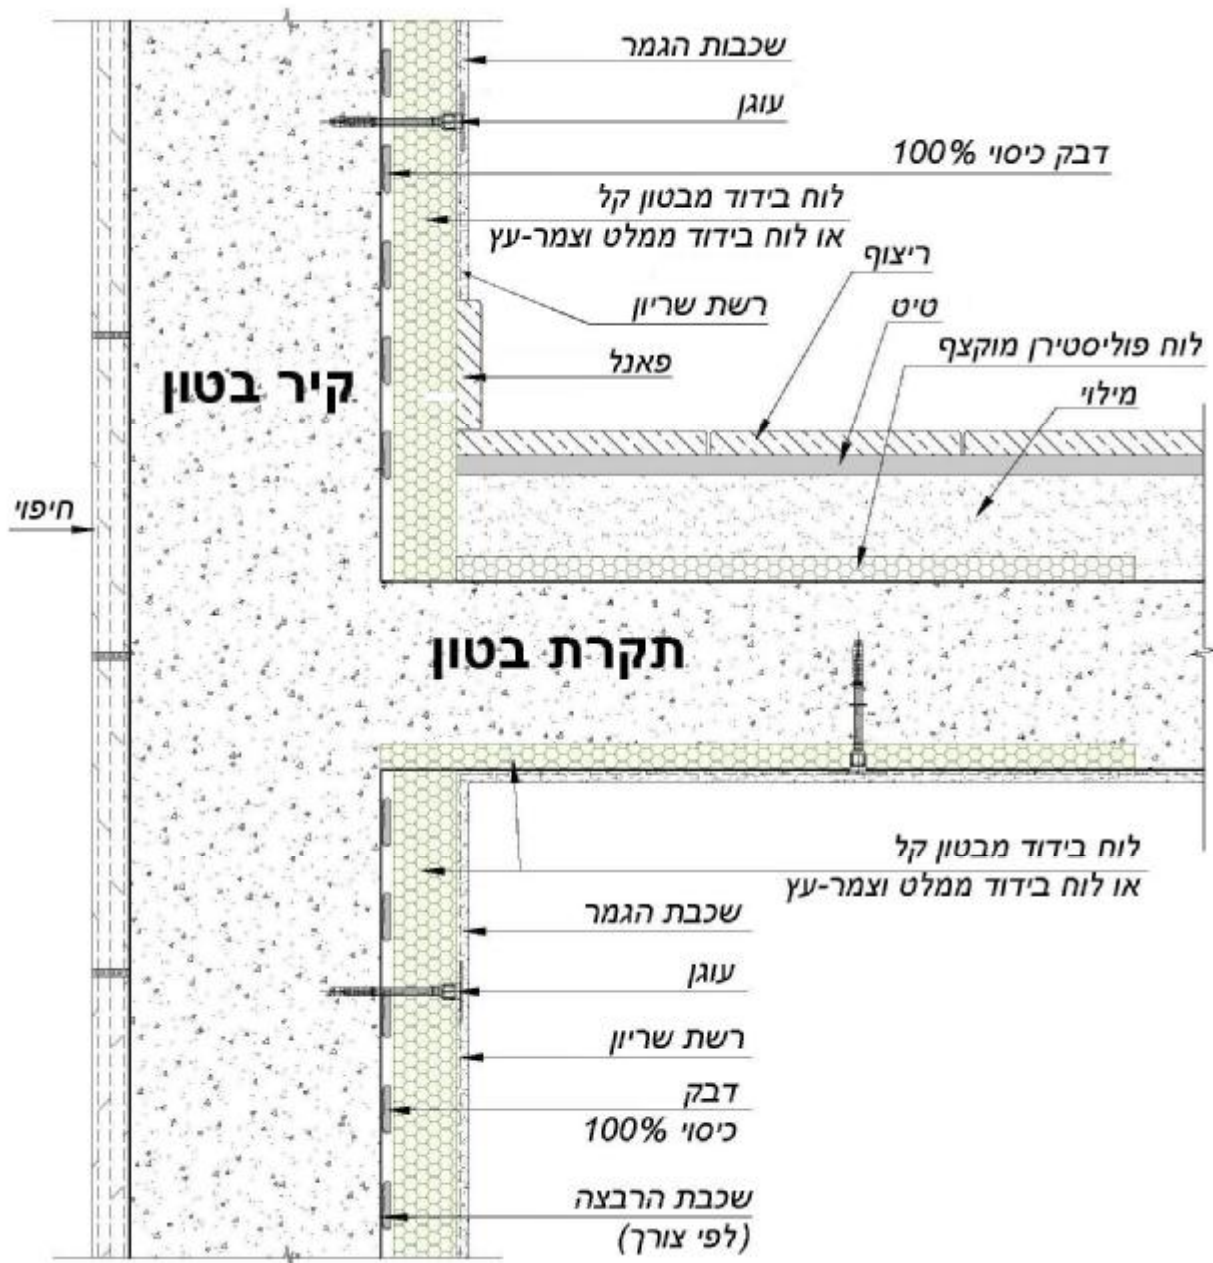 שכבות הגמר
עוגן
דבק כיסוי 100%
לוח בידוד מבטון קל
או לוח בידוד ממלט וצמר-עץ
ריצוף
רשת שריון
טיט
לוח פוליסטירן מוקצף
פאנל
מילוי
קיר בטון
חיפוי
תקרת בטון
לוח בידוד מבטון קל
או לוח בידוד ממלט וצמר-עץ
שכבת הגמר
עוגן
רשת שריון
דבק
כיסוי 100%
שכבת הרבצה
(לפי צורך)